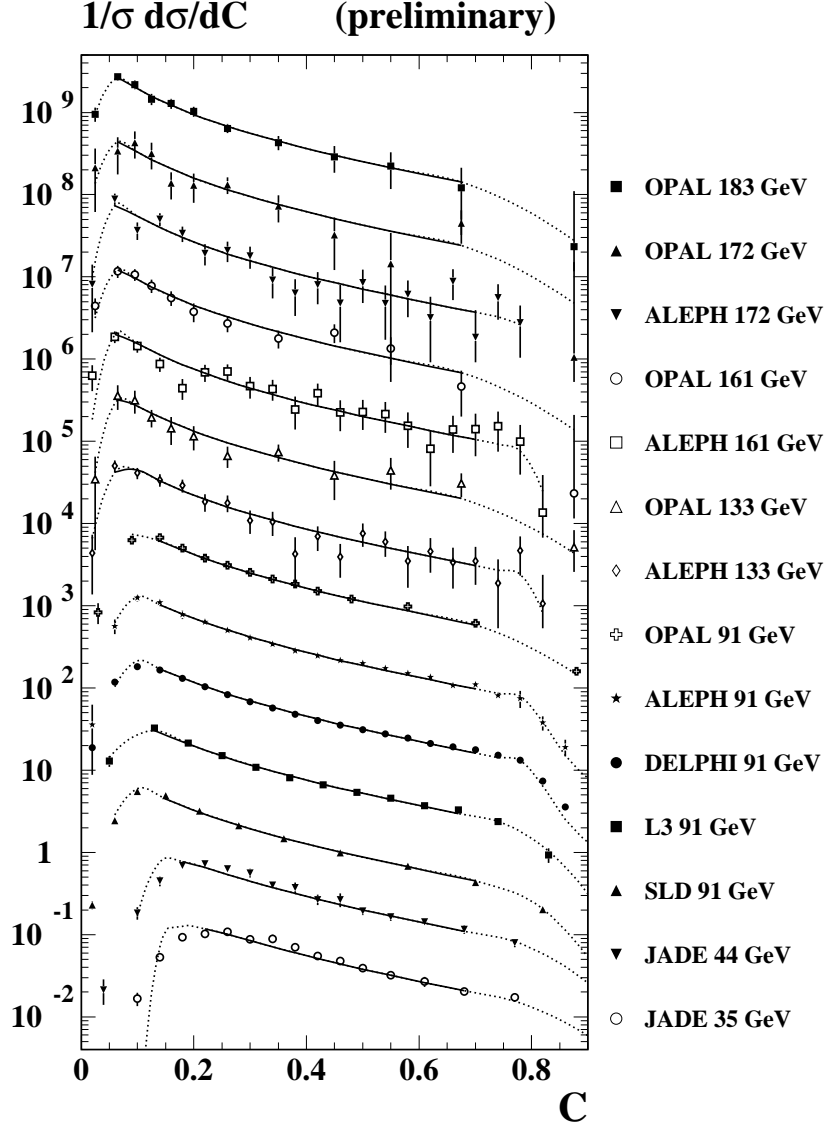 1/σ dσ/dC (preliminary)
10 9
10 8
10 7
10 6
10 5
10 4
10 3
10 2
10
1
10 -1
10 -2
0 0.2 0.4 0.6 0.8
C
OPAL 183 GeV
OPAL 172 GeV
ALEPH 172 GeV
OPAL 161 GeV
ALEPH 161 GeV
OPAL 133 GeV
ALEPH 133 GeV
OPAL 91 GeV
ALEPH 91 GeV
DELPHI 91 GeV
L3 91 GeV
SLD 91 GeV
JADE 44 GeV
JADE 35 GeV